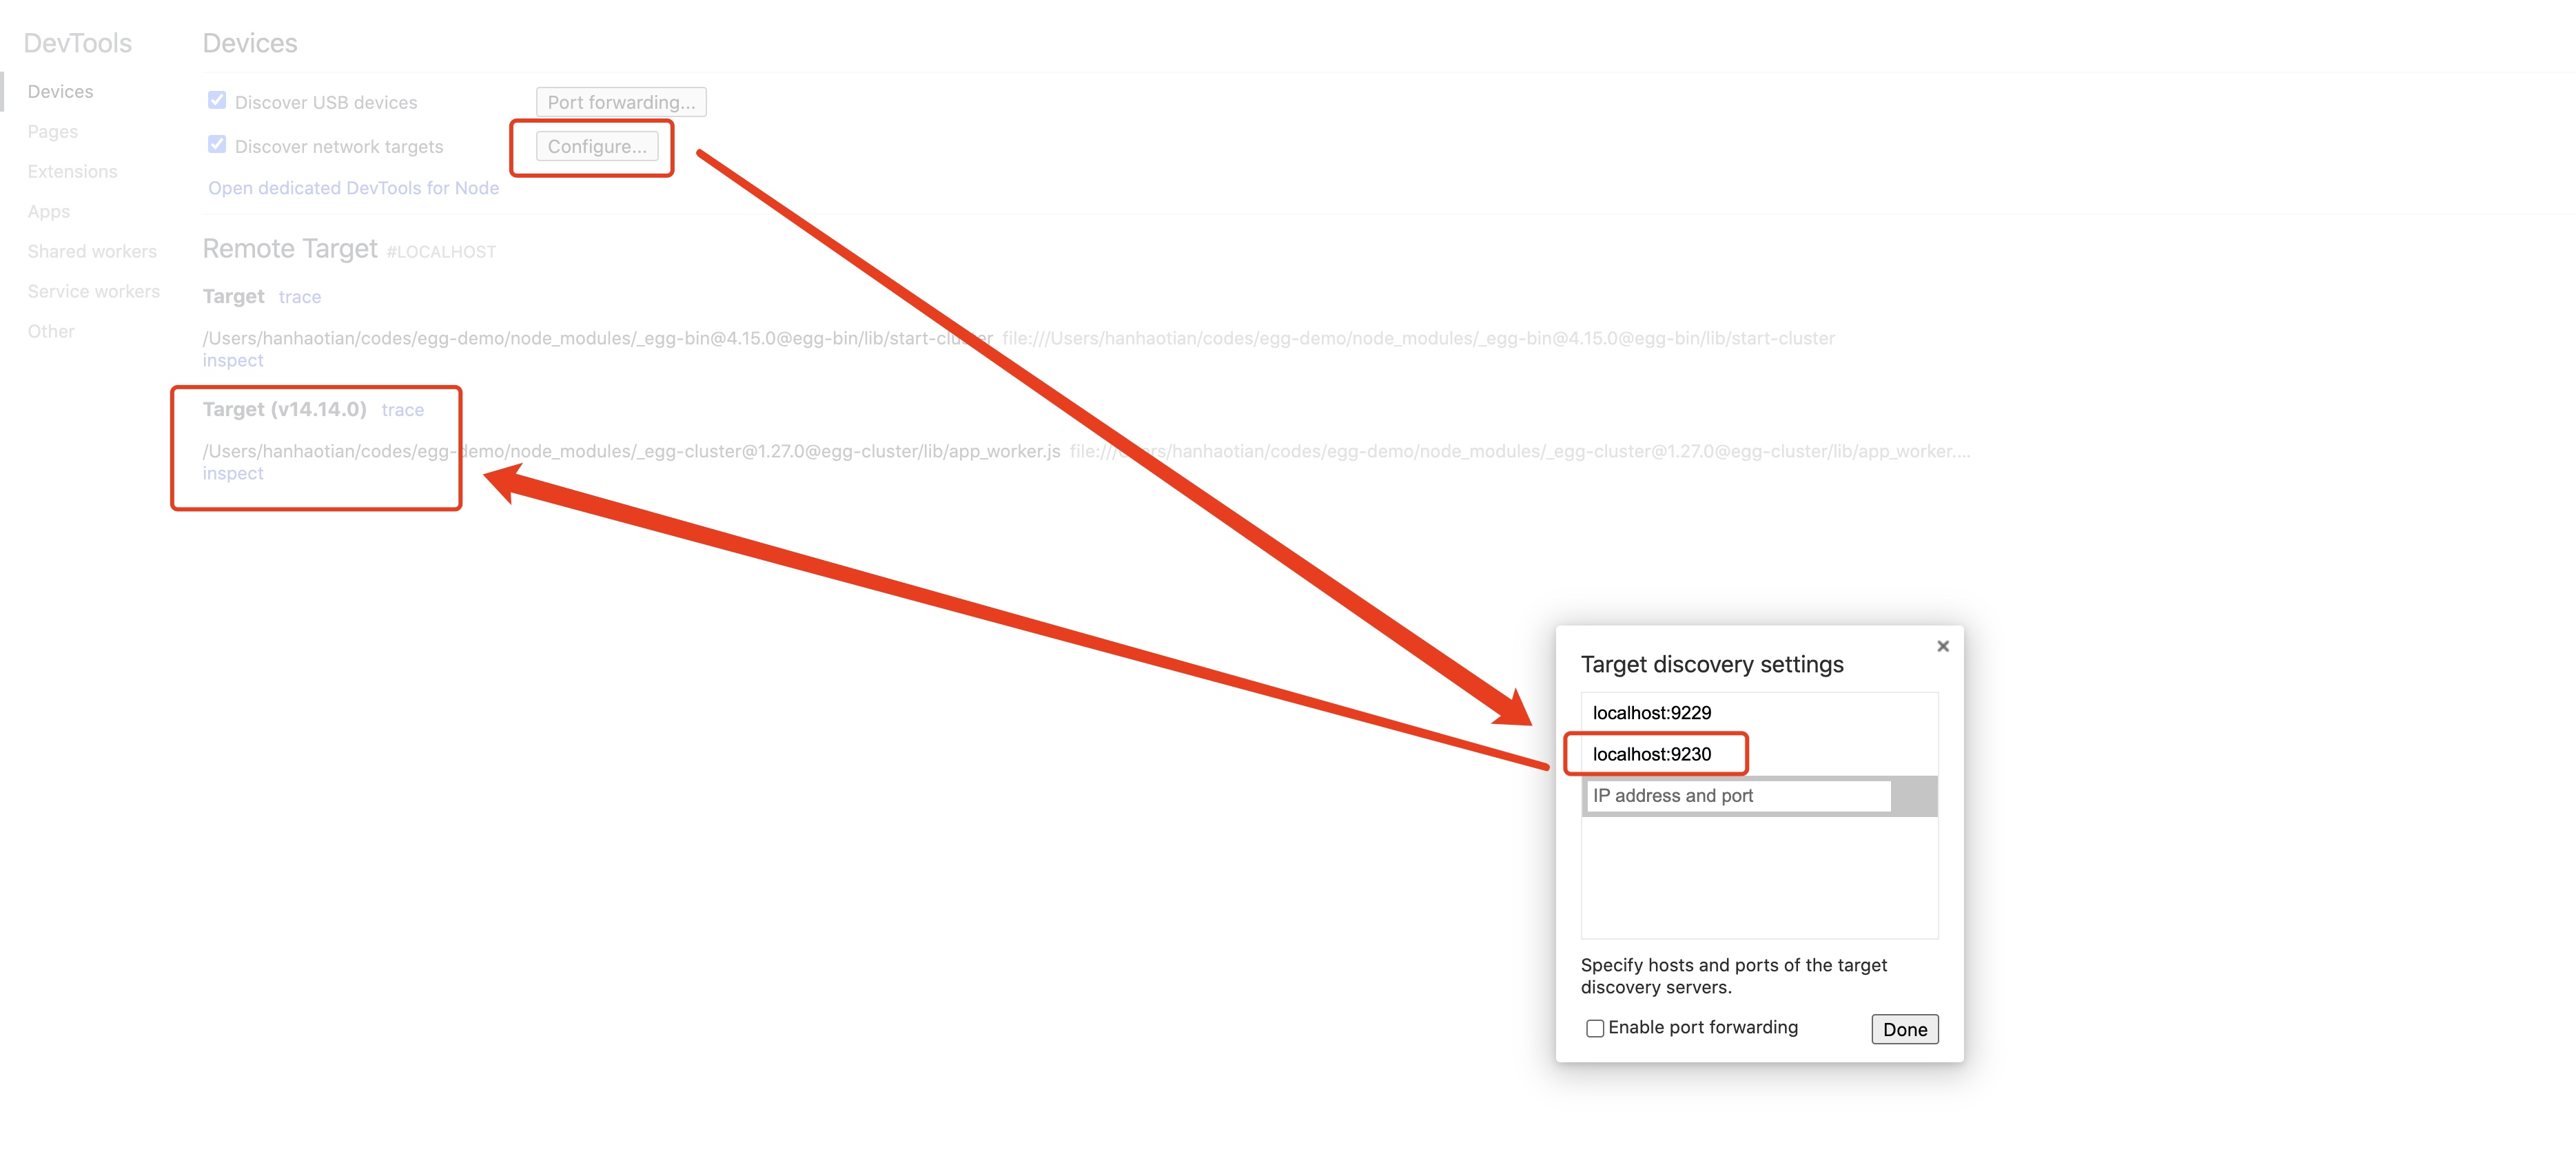 DevTools
Devices
Pages
Extensions
Apps
Shared workers
Service workers
Other
Devices
Discover USB devices
Port forwarding...
Discover network targets
Configure...
Open dedicated DevTools for Node
Remote Target #LOCALHOST
Target trace
/Users/hanhaotian/codes/egg-demo/node_modules/_egg-bin@4.15.0@egg-bin/lib/start-cluster file:///Users/hanhaotian/codes/egg-demo/node_modules/_egg-bin@4.15.0@egg-bin/lib/start-cluster
inspect
Target (v14.14.0) trace
/Users/hanhaotian/codes/egg-demo/node_modules/_egg-cluster@1.27.0@egg-cluster/lib/app_worker.js file:///Users/hanhaotian/codes/egg-demo/node_modules/_egg-cluster@1.27.0@egg-cluster/lib/app_worker....
inspect
Target discovery settings
localhost:9229
localhost:9230
IP address and port
Specify hosts and ports of the target
discovery servers.
Enable port forwarding
Done